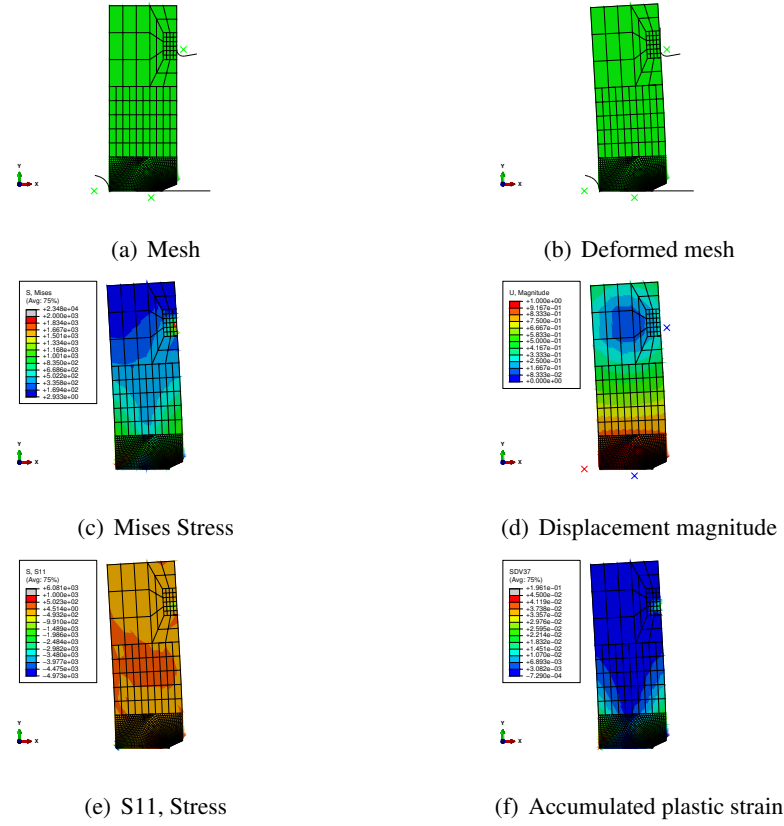 Y
X
Y
X
(a) Mesh
(b) Deformed mesh
S, Mises
(Avg: 75%)
+2.348e+04
+2.000e+03
+1.834e+03
+1.667e+03
+1.501e+03
+1.334e+03
+1.168e+03
+1.001e+03
+8.350e+02
+6.686e+02
+5.022e+02
+3.358e+02
+1.694e+02
+2.933e+00
Y
X
U, Magnitude
+1.000e+00
+9.167e-01
+8.333e-01
+7.500e-01
+6.667e-01
+5.833e-01
+5.000e-01
+4.167e-01
+3.333e-01
+2.500e-01
+1.667e-01
+8.333e-02
+0.000e+00
Y
X
(c) Mises Stress
(d) Displacement magnitude
S, S11
(Avg: 75%)
+6.081e+03
+1.000e+03
+5.023e+02
+4.514e+00
−4.932e+02
−9.910e+02
−1.489e+03
−1.986e+03
−2.484e+03
−2.982e+03
−3.480e+03
−3.977e+03
−4.475e+03
−4.973e+03
Y
X
SDV37
(Avg: 75%)
+1.961e-01
+4.500e-02
+4.119e-02
+3.738e-02
+3.357e-02
+2.976e-02
+2.595e-02
+2.214e-02
+1.832e-02
+1.451e-02
+1.070e-02
+6.893e-03
+3.082e-03
-7.290e-04
Y
X
(e) S11, Stress
(f) Accumulated plastic strain